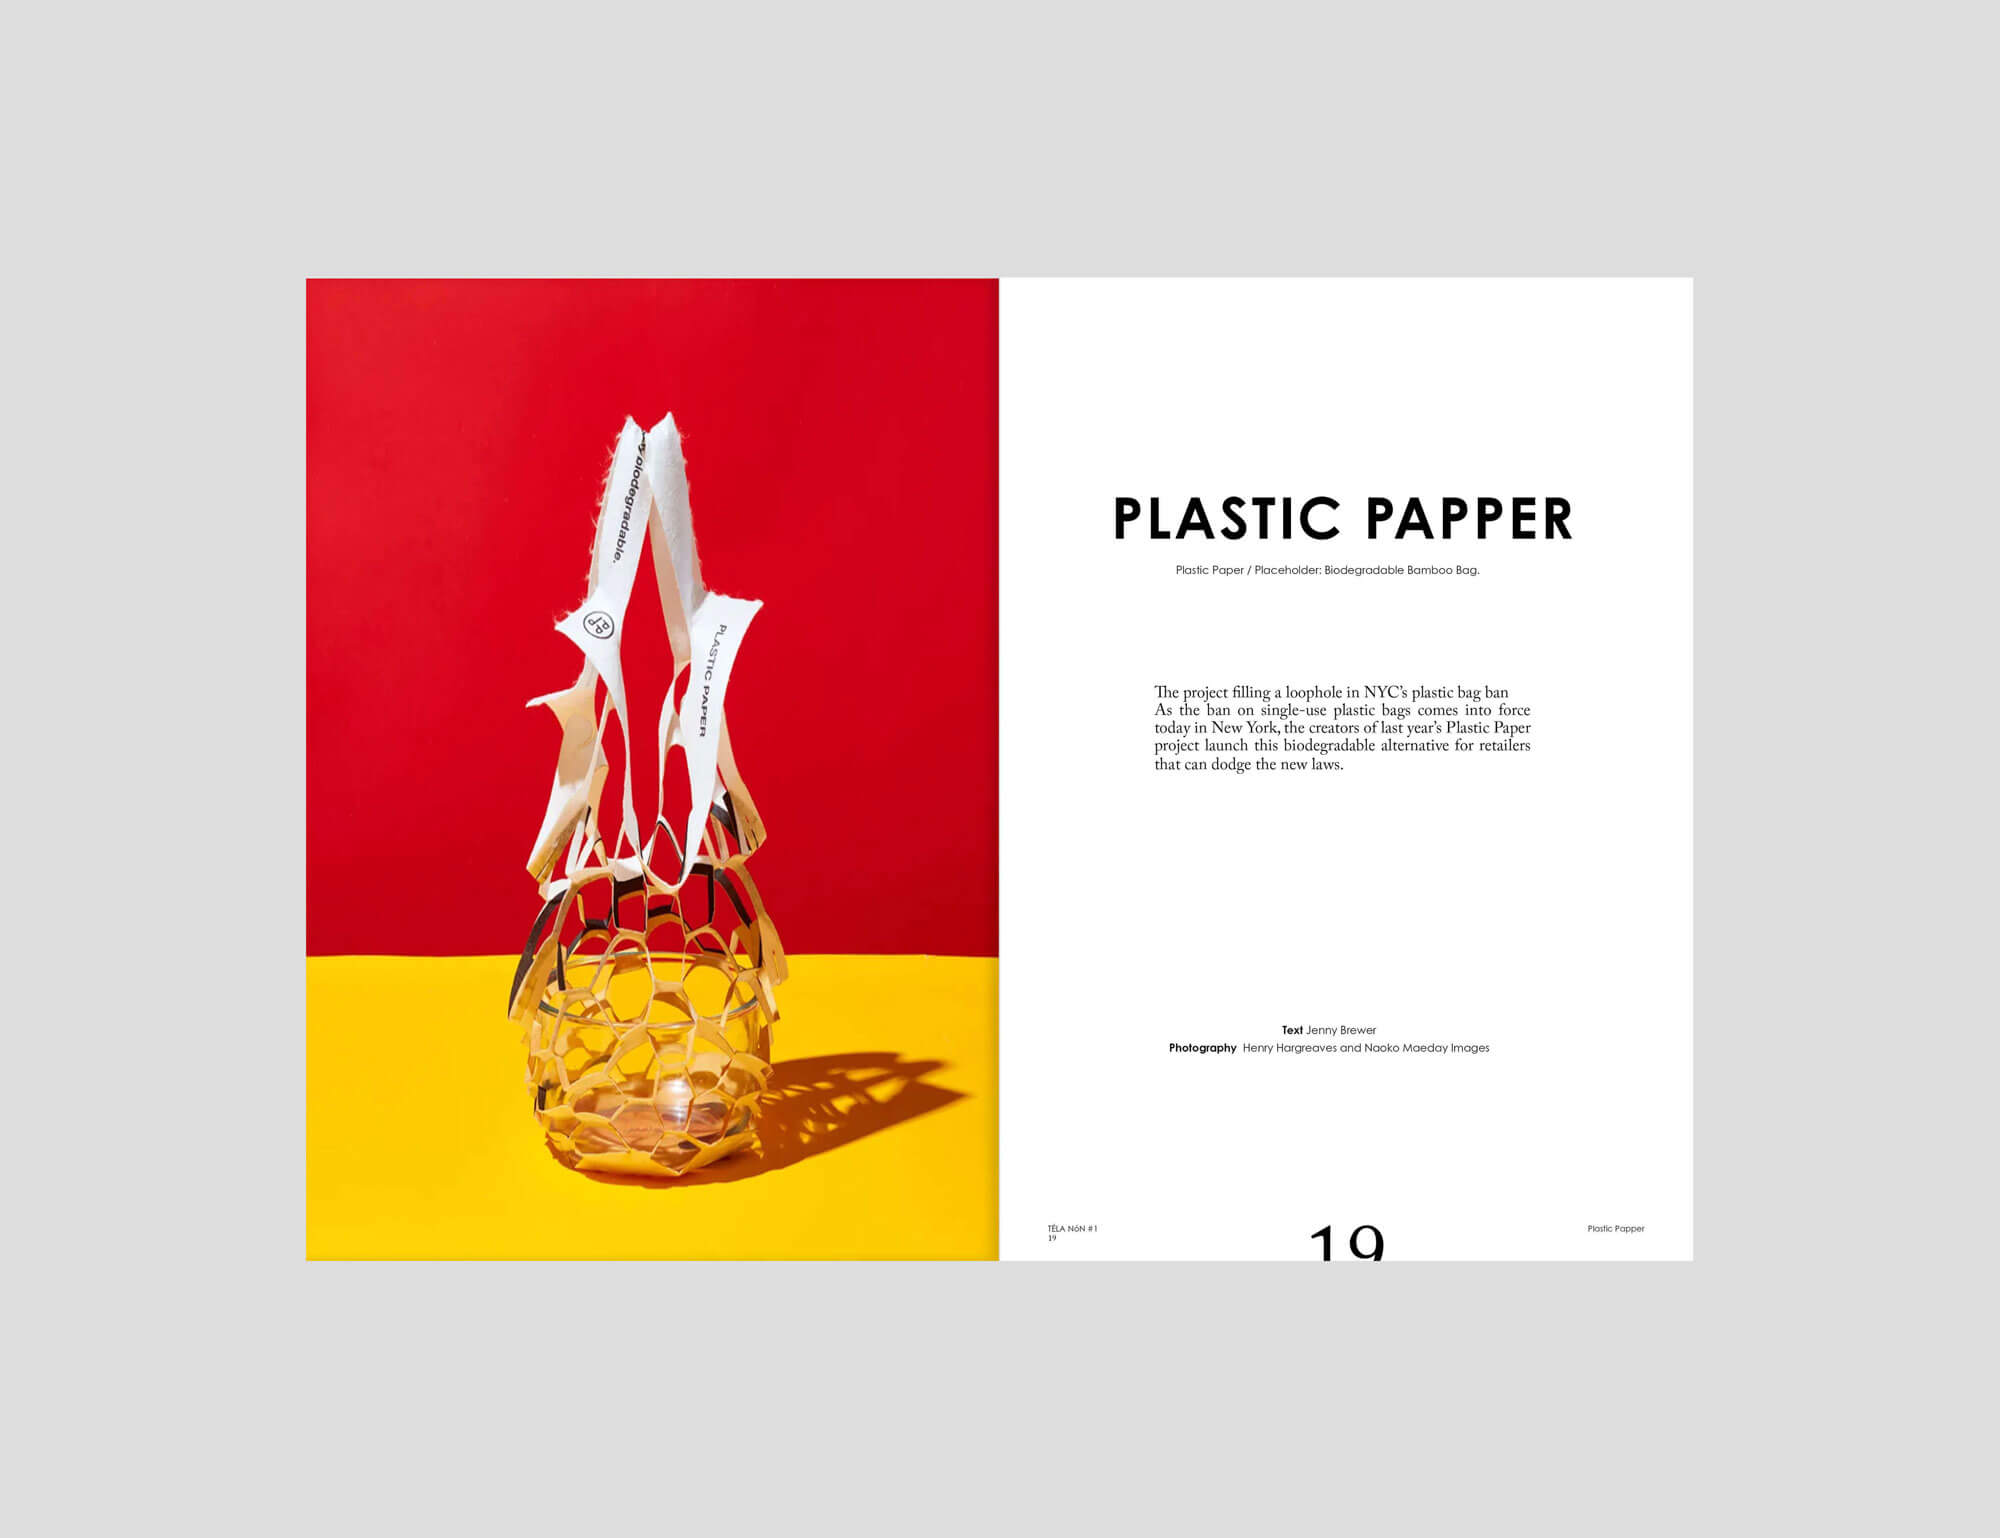 biodegradable.
PLASTIC PAPER
PLASTIC PAPPER
Plastic Paper / Placeholder: Biodegradable Bamboo Bag.
The project filling a loophole in NYC’s plastic bag ban
As the ban on single-use plastic bags comes into force
today in New York, the creators of last year’s Plastic Paper
project launch this biodegradable alternative for retailers
that can dodge the new laws.
Text Jenny Brewer
Photography Henry Hargreaves and Naoko Maeday Images
TÉLA NóN #1
19
19
Plastic Papper